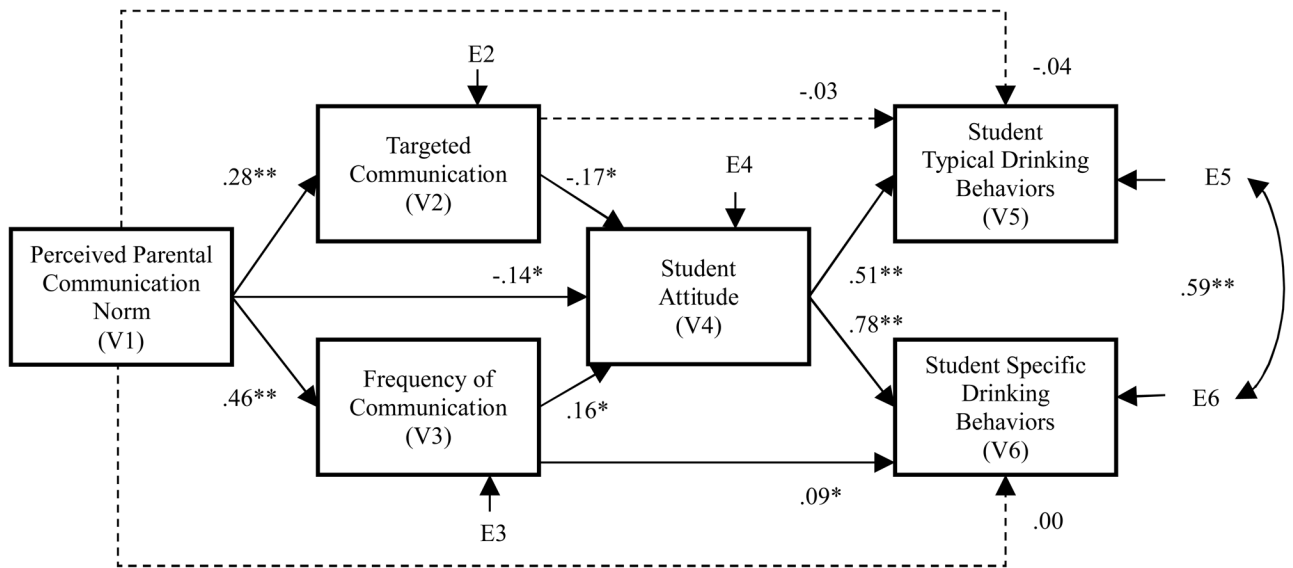 E2
-.04
-.03
Targeted
Communication
(V2)
Student
Typical Drinking
Behaviors
(V5)
.28**
-.17*
E4
E5
Perceived Parental
Communication
Norm
(V1)
-.14*
Student
Attitude
(V4)
.51**
.59**
.78**
.46**
Frequency of
Communication
(V3)
.16*
Student Specific
Drinking
Behaviors
(V6)
E6
.09*
E3
.00